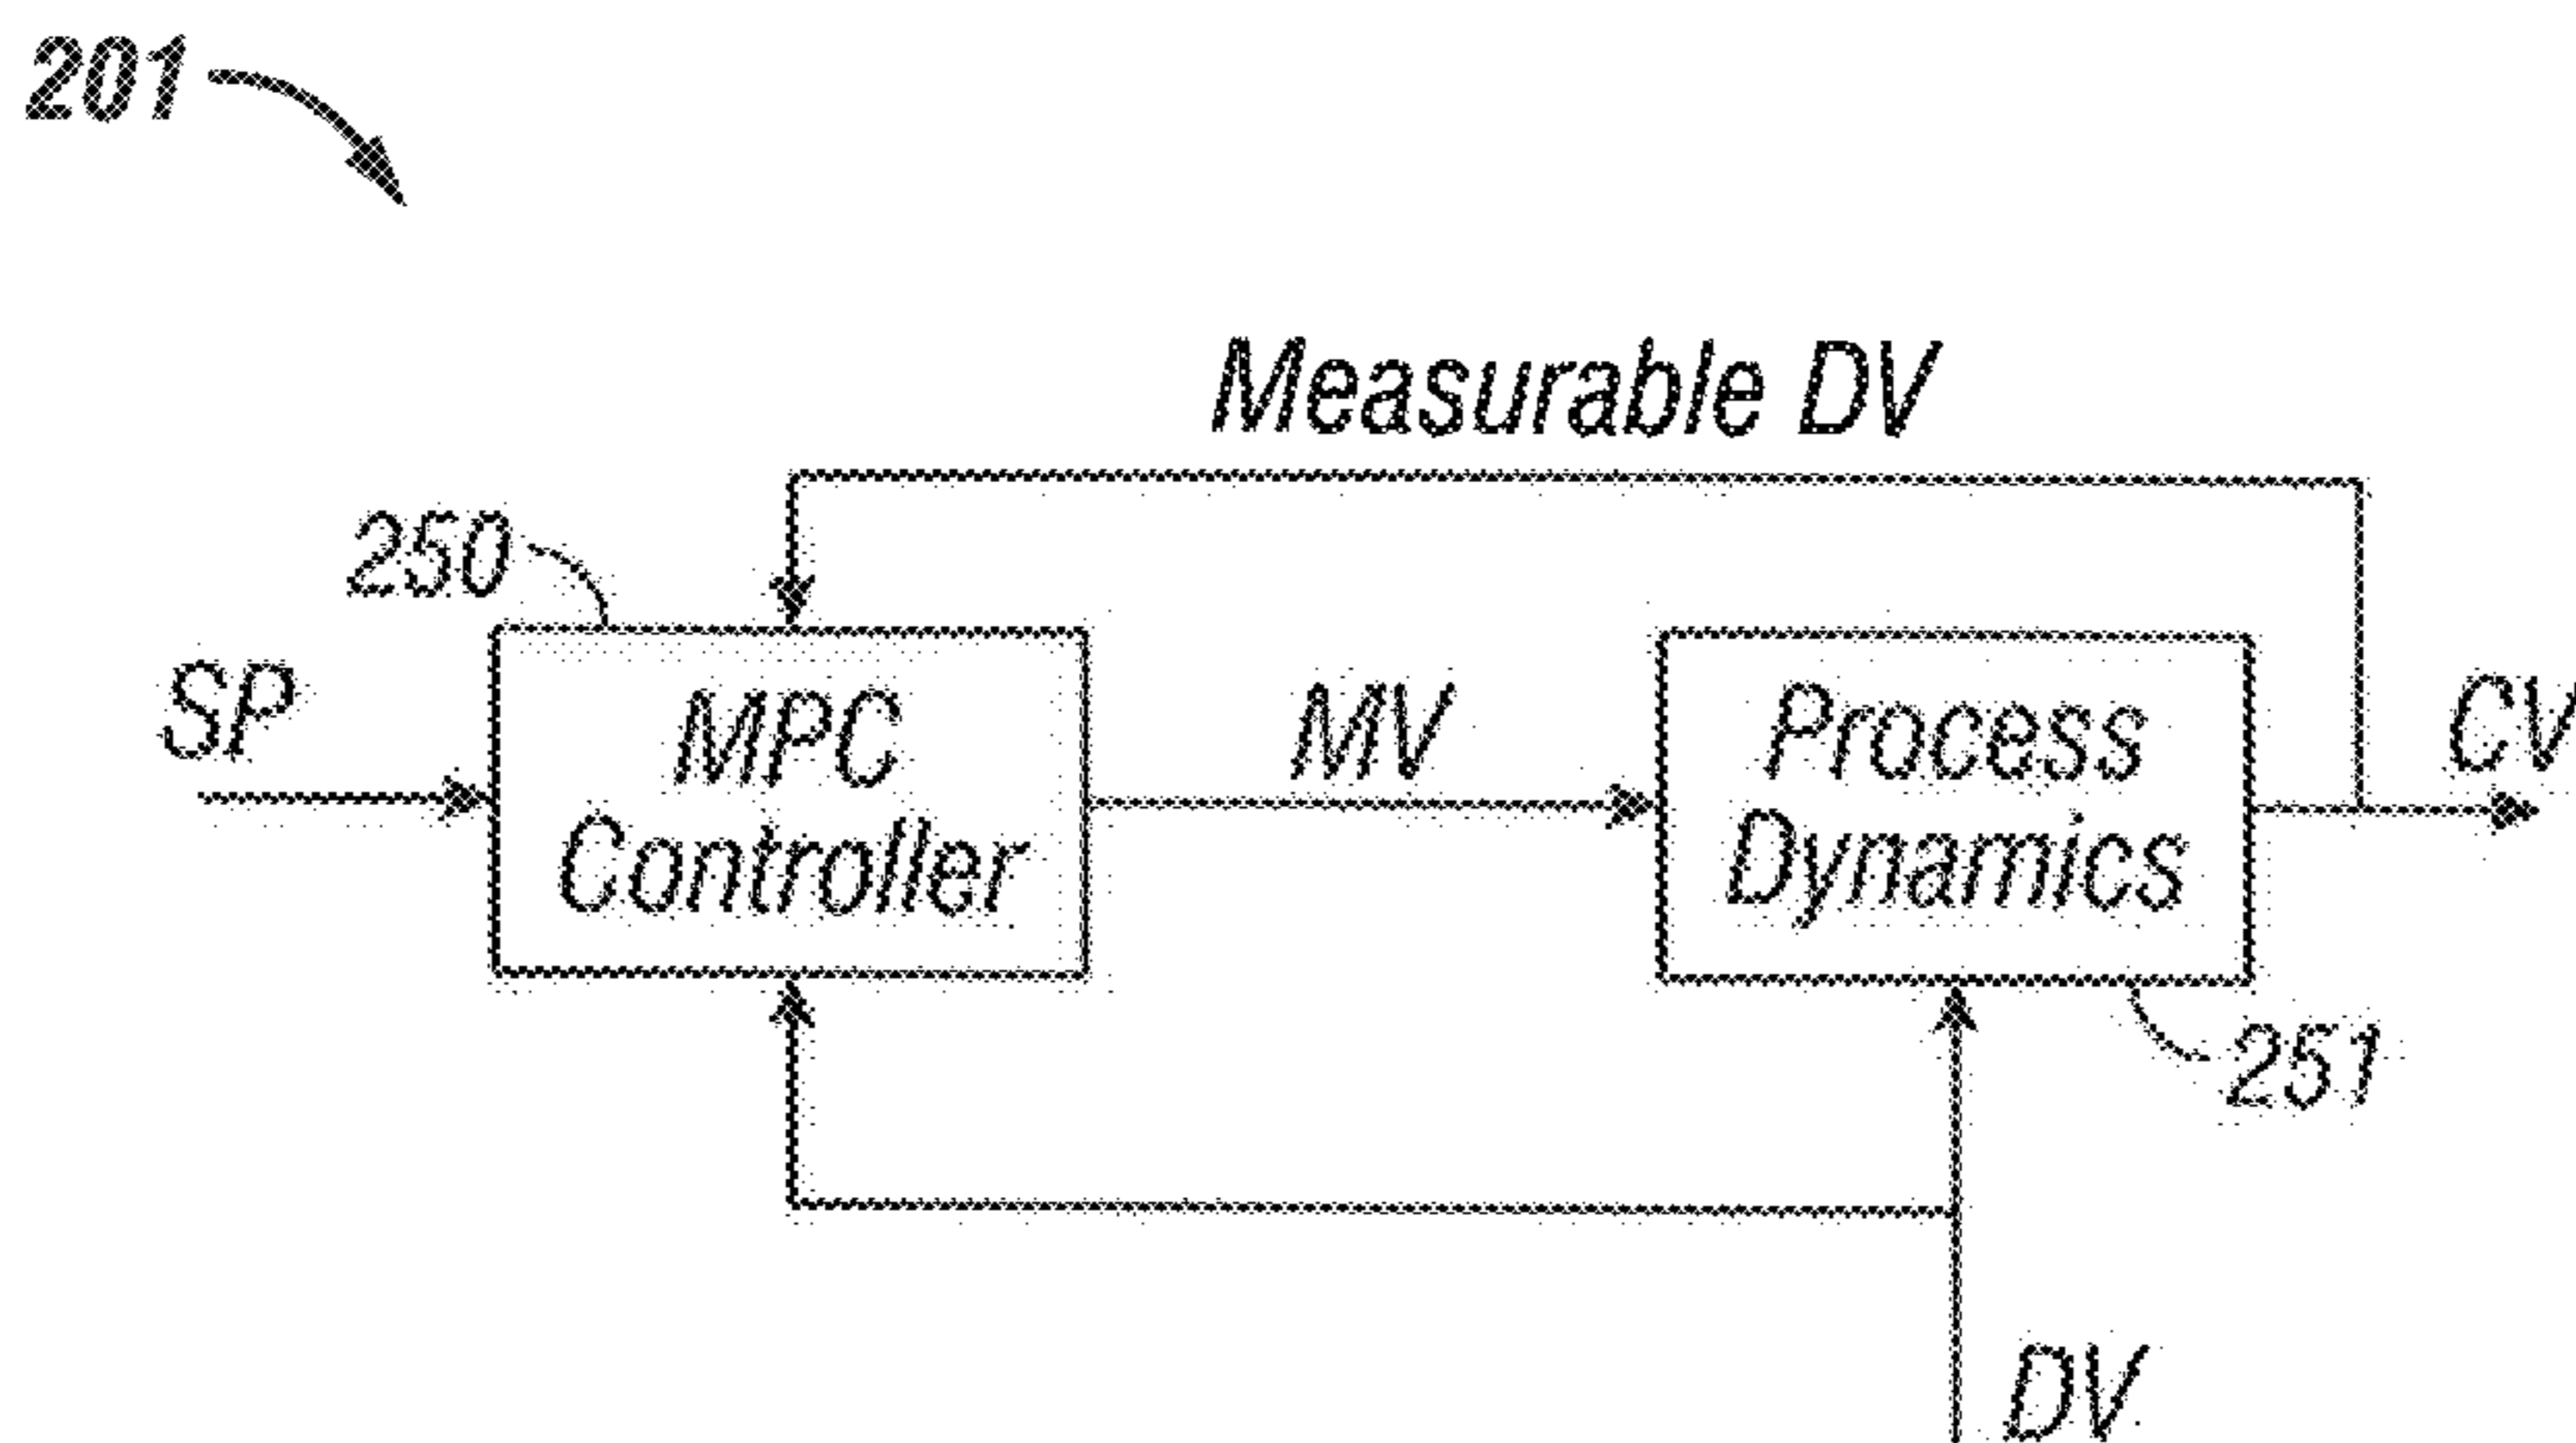 201
Measurable DV
250
SP
MPC
Controller
MV
Process
Dynamics
CV
251
DV